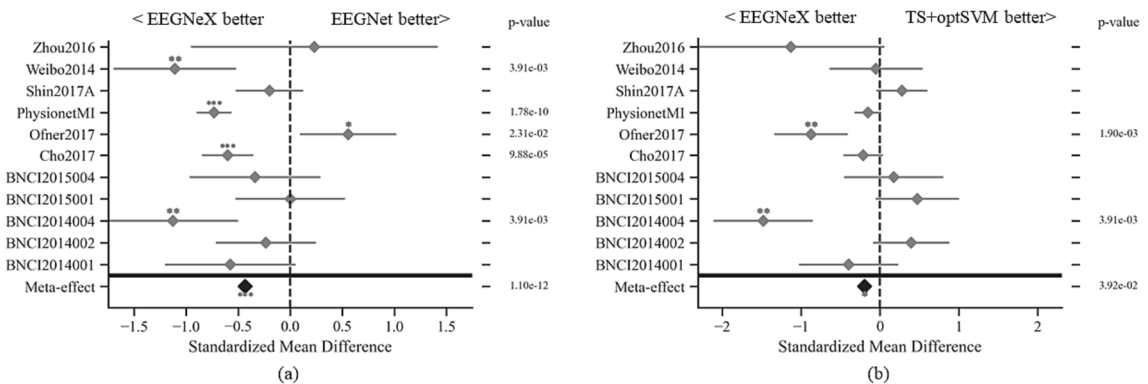 < EEGNeX better EEGNet better> p-value
Zhou2016
** 
Weibo2014 3.91e-03
Shin2017A
***
PhysionetMI 1.78e-10
*
Ofner2017 2.31e-02
***
Cho2017 9.88e-05
BNCI2015004
BNCI2015001
**
BNCI2014004 3.91e-03
BNCI2014002
BNCI2014001
Meta-effect 1.10e-12
***
−1.5 −1.0 −0.5 0.0 0.5 1.0 1.5
Standardized Mean Difference
(a)
< EEGNeX better TS+optSVM better> p-value
Zhou2016
Weibo2014
Shin2017A
PhysionetMI
**
Ofner2017 1.90e-03
Cho2017
BNCI2015004
BNCI2015001
**
BNCI2014004 3.91e-03
BNCI2014002
BNCI2014001
Meta-effect 3.92e-02
*
−2 −1 0 1 2
Standardized Mean Difference
(b)